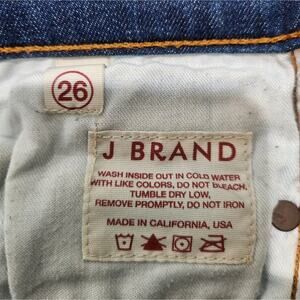 26
J BRAND
WASH INSIDE OUT IN COLD WATER
WITH LIKE COLORS, DO NOT BLEACH,
TUMBLE DRY LOW,
REMOVE PROMPTLY, DO NOT IRON
MADE IN CALIFORNIA, USA